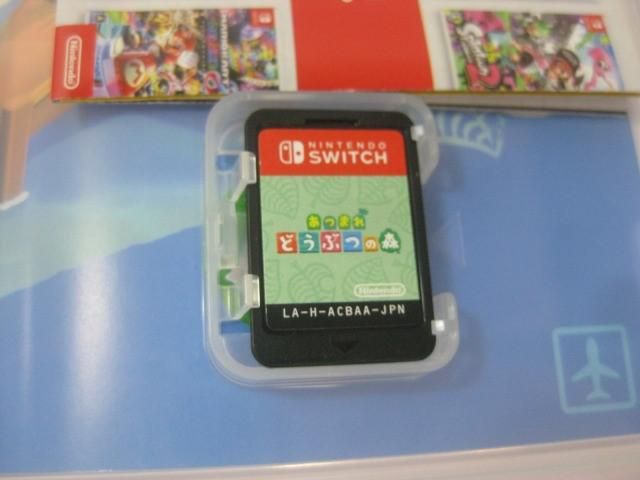 Nintendo
NINTENDO
SWITCH
あつまれ
どうぶつの森
Nintendo
LA-H-ACBAA-JPN